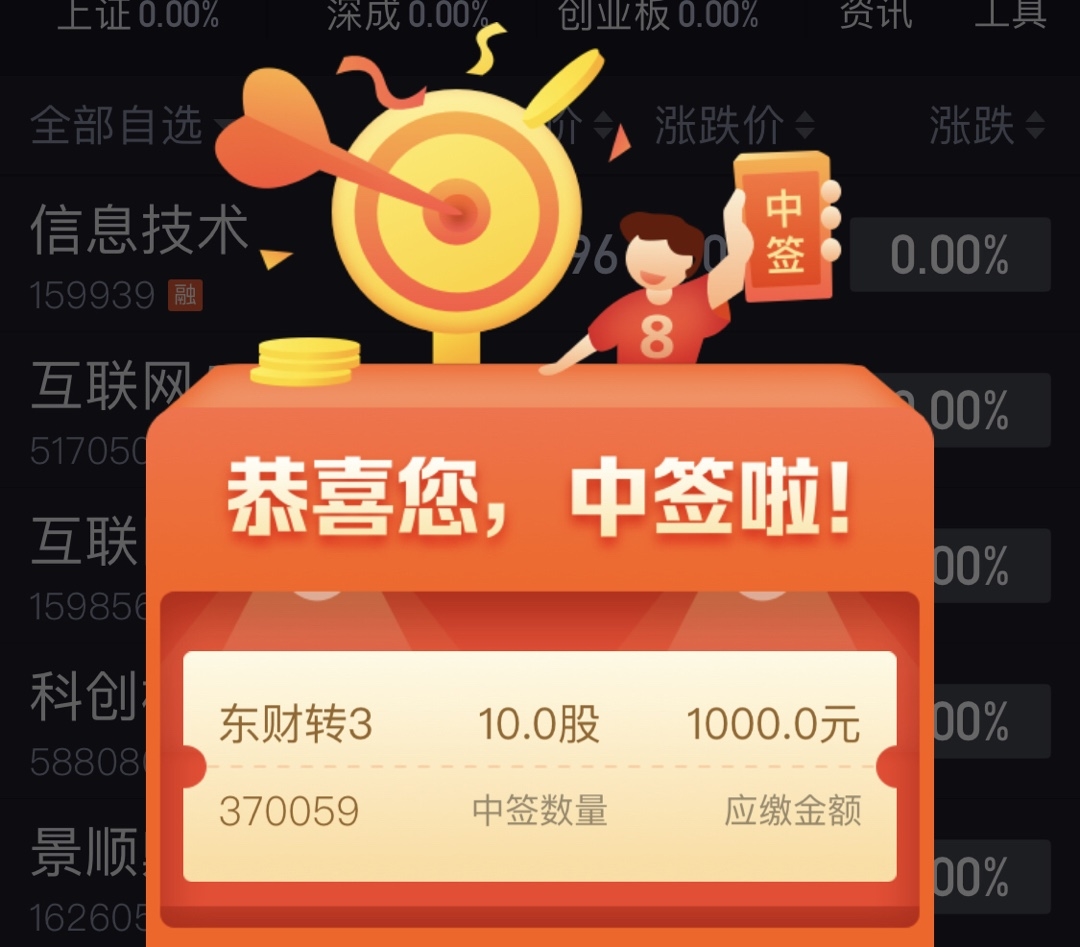 上证 0.00% 深成 0.00% 创业板 0.00% 资讯 工具
全部自选 价 涨跌价 涨跌
信息技术 96 0.00%
159939 融
中签
8
互联网 0.00%
517050
恭喜您，中签啦！
互联 00%
159856
东财转3 10.0股 1000.0元
科创 00%
58808
370059 中签数量 应缴金额
景顺 00%
162605